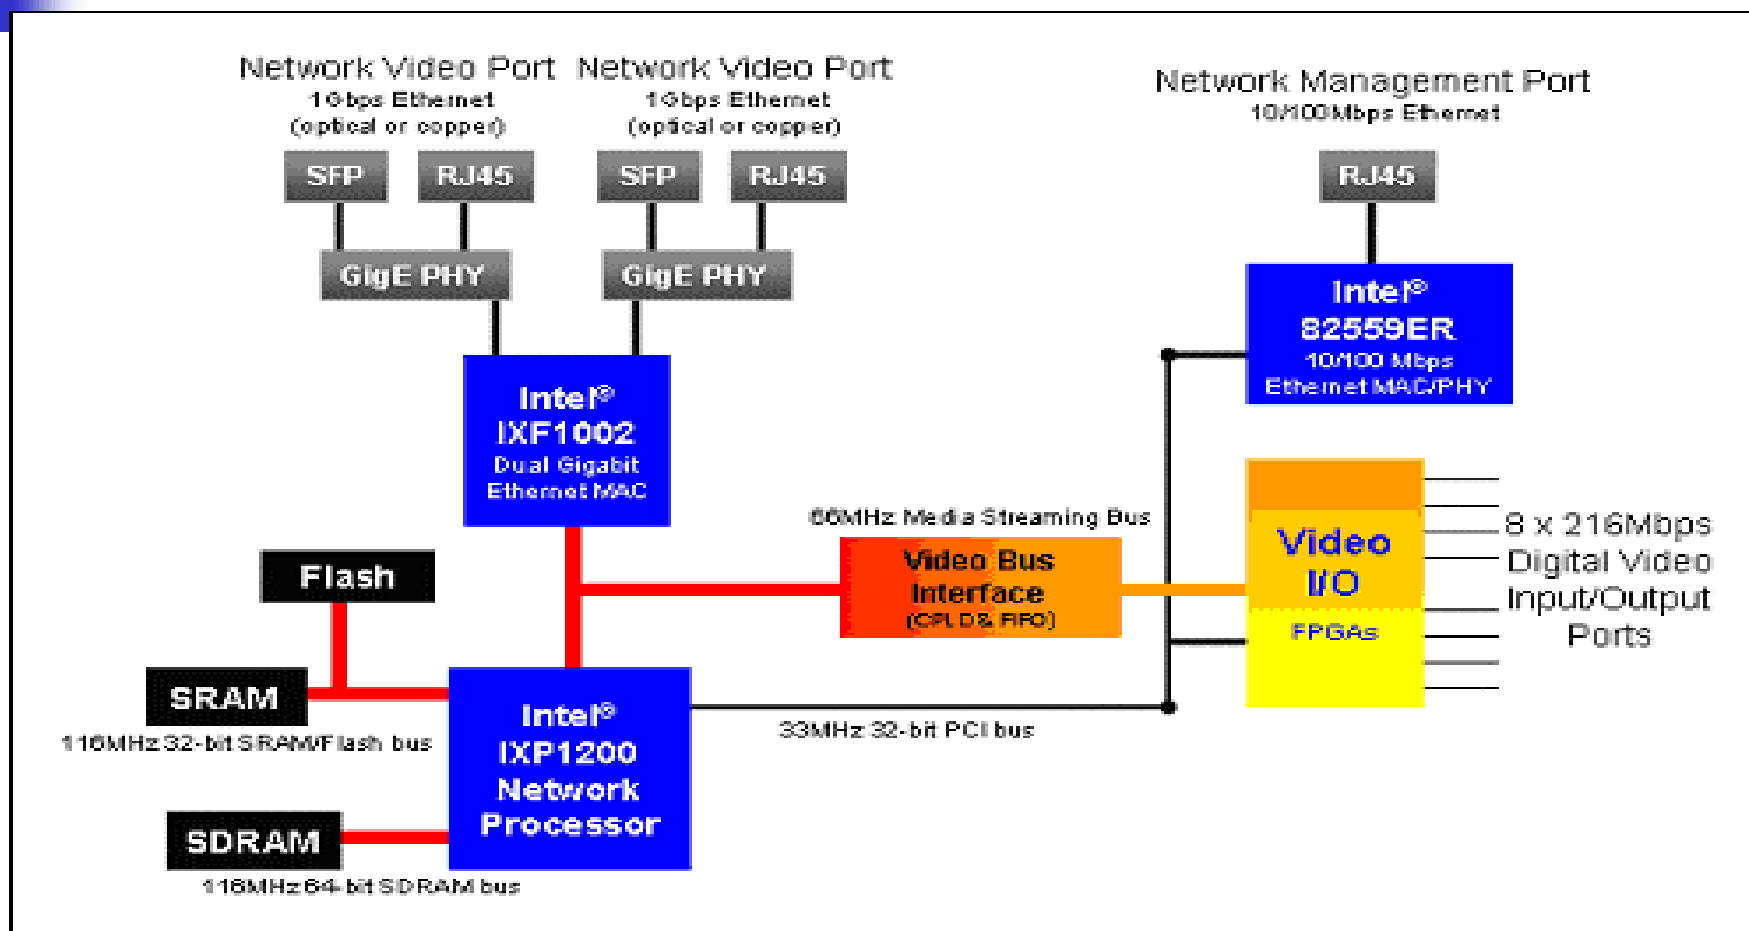 Network Video Port
1Gbps Ethernet
(optical or copper)
Network Video Port
1Gbps Ethernet
(optical or copper)
Network Management Port
10/100Mbps Ethernet
SFP
RJ45
SFP
RJ45
RJ45
GigE PHY
GigE PHY
Intel®
82559ER
10/100 Mbps
Ethernet MAC/PHY
Intel®
IXF1002
Dual Gigabit
Ethernet MAC
66MHz Media Streaming Bus
Video Bus
Interface
(CPLD & FIFO)
Video
I/O
FPGAs
8 x 216Mbps
Digital Video
Input/Output
Ports
Flash
SRAM
116MHz 32-bit SRAM/Flash bus
Intel®
IXP1200
Network
Processor
33MHz 32-bit PCI bus
SDRAM
116MHz 64-bit SDRAM bus